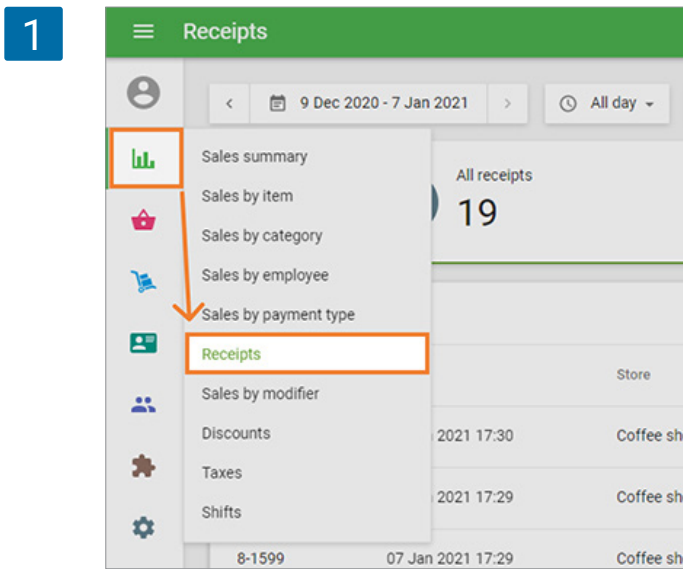 1
Receipts
9 Dec 2020 - 7 Jan 2021
All day
Sales summary
Sales by item
Sales by category
Sales by employee
Sales by payment type
Receipts
Sales by modifier
Discounts
Taxes
Shifts
All receipts
19
Store
2021 17:30 Coffee sh
2021 17:29 Coffee sh
8-1599 07 Jan 2021 17:29 Coffee sh